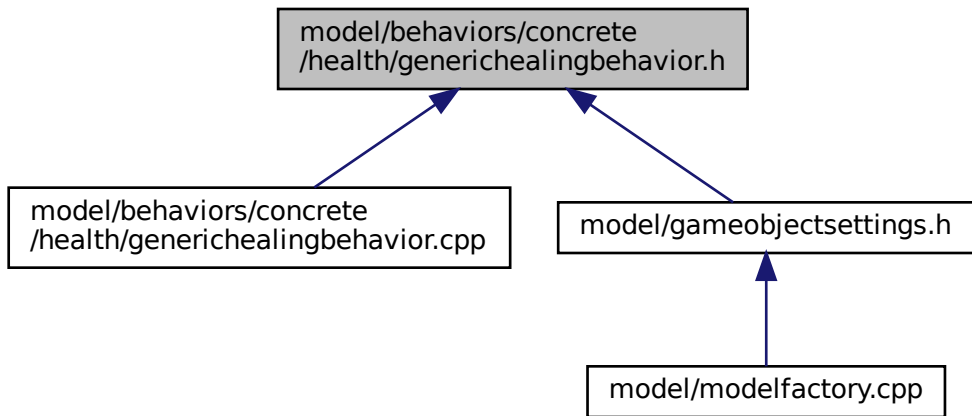 model/behaviors/concrete
/health/generichealingbehavior.h
model/behaviors/concrete
/health/generichealingbehavior.cpp
model/gameobjectsettings.h
model/modelfactory.cpp